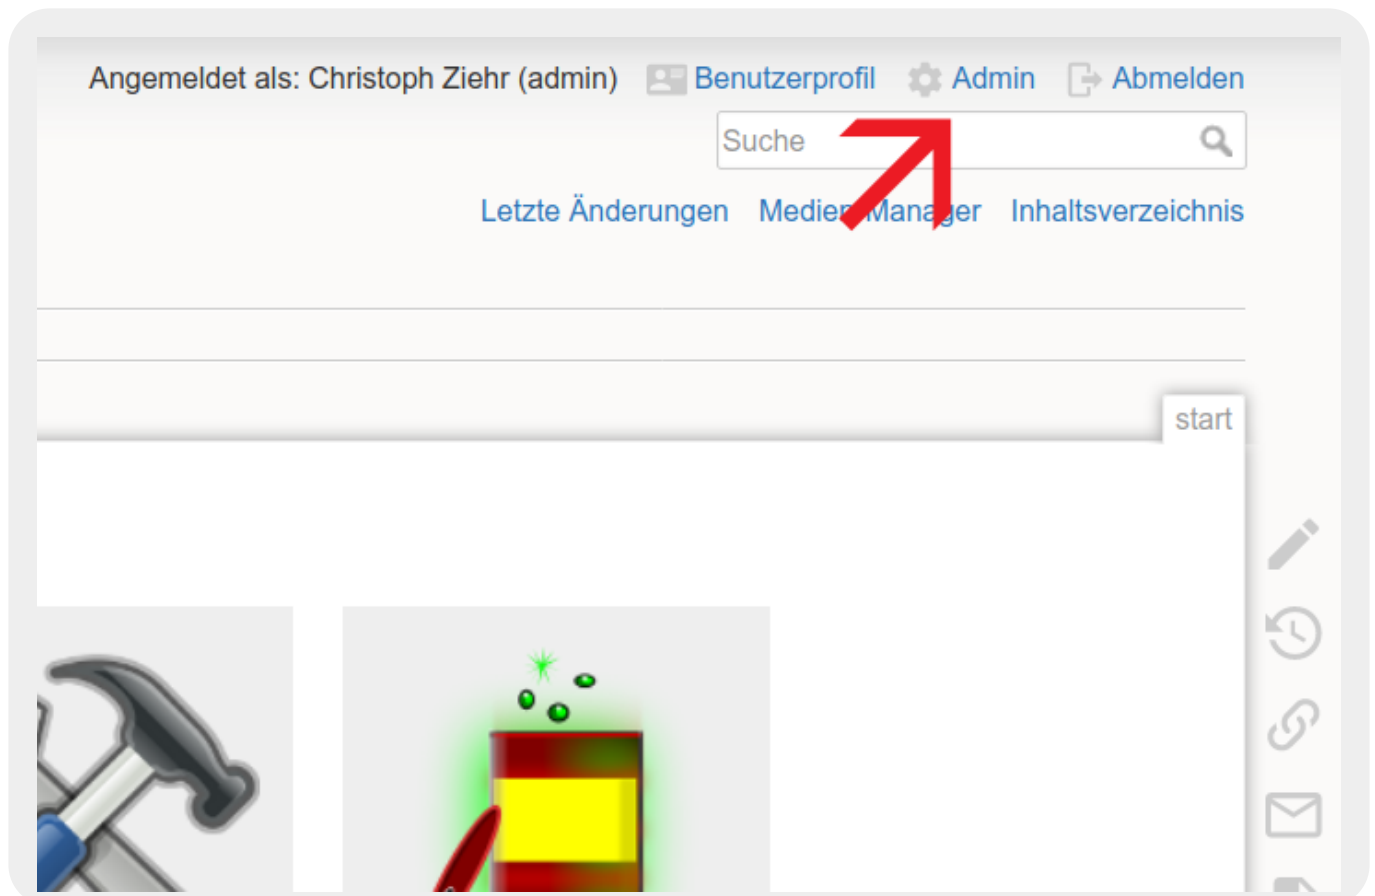 Angemeldet als: Christoph Ziehr (admin) Benutzerprofil Admin Abmelden
Suche
Letzte Änderungen Medien-Manager Inhaltsverzeichnis
start